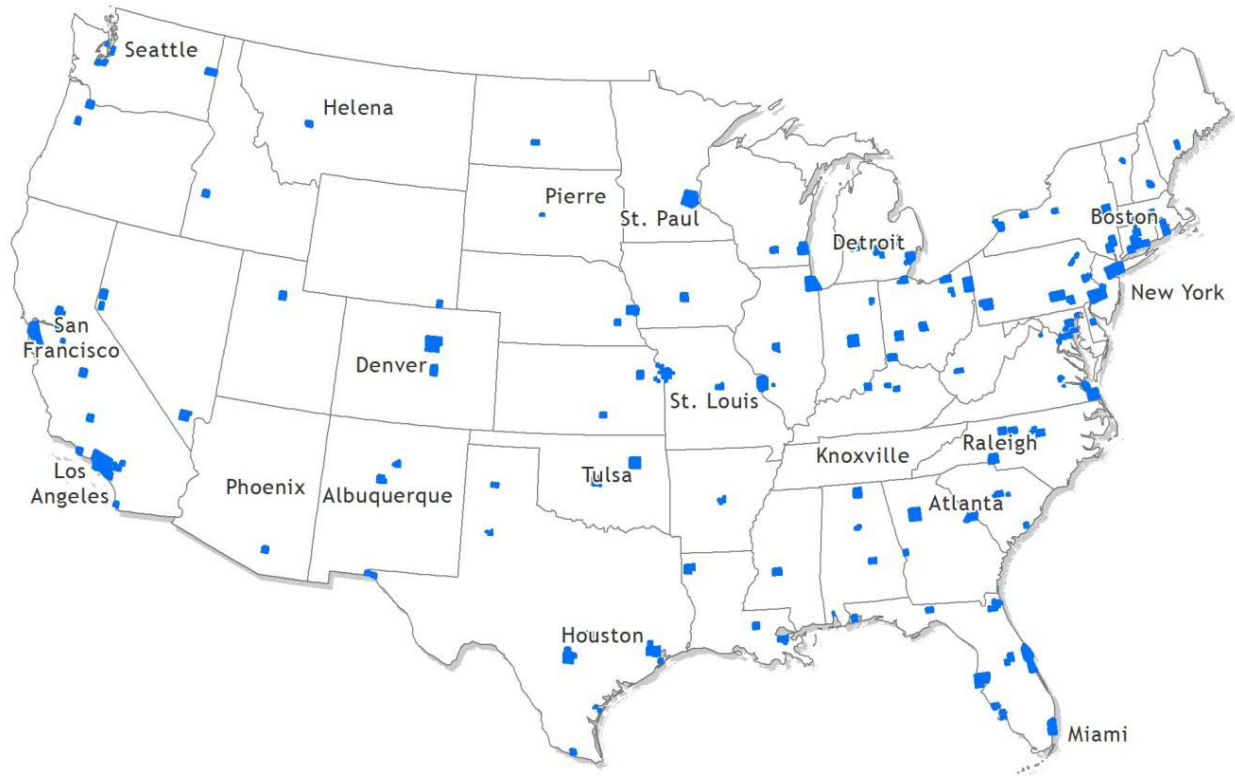 Seattle
Helena
Pierre
St. Paul
Boston
Detroit
New York
San
Francisco
Denver
St. Louis
Raleigh
Knoxville
Los
Angeles
Phoenix
Albuquerque
Tulsa
Atlanta
Houston
Miami